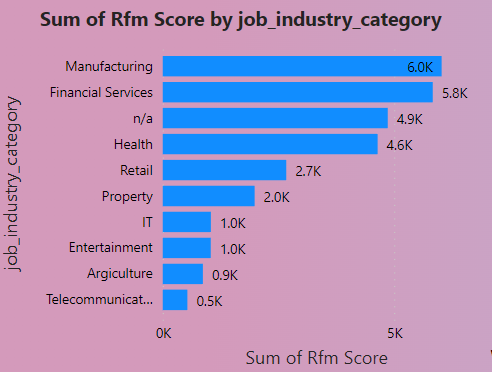 Sum of Rfm Score by job_industry_category
job_industry_category
Manufacturing 6.0K
Financial Services 5.8K
n/a 4.9K
Health 4.6K
Retail 2.7K
Property 2.0K
IT 1.0K
Entertainment 1.0K
Argiculture 0.9K
Telecommunicat... 0.5K
0K 5K
Sum of Rfm Score